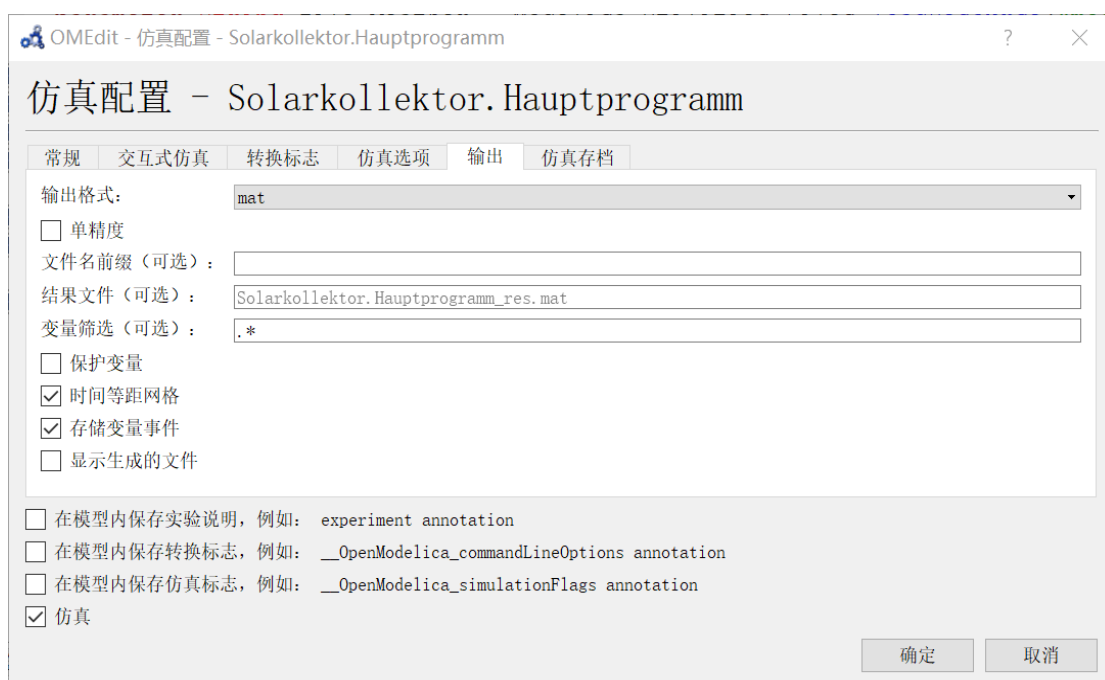 OMEdit - 仿真配置 - Solarkollektor.Hauptprogramm ?
仿真配置 - Solarkollektor.Hauptprogramm
常规 交互式仿真 转换标志 仿真选项 输出 仿真存档
输出格式: mat
单精度
文件名前缀（可选）:
结果文件（可选）: Solarkollektor.Hauptprogramm_res.mat
变量筛选（可选）: .*
保护变量
时间等距网格
存储变量事件
显示生成的文件
在模型内保存实验说明，例如: experiment annotation
在模型内保存转换标志，例如: __OpenModelica_commandLineOptions annotation
在模型内保存仿真标志，例如: __OpenModelica_simulationFlags annotation
仿真
确定 取消